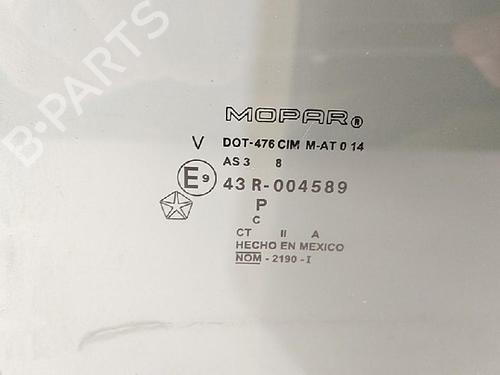 B-PARTS
MOPAR®
V DOT-476 CIM M-AT 0 14
AS 3 8
E9 43 R-004589
P
C
CT II A
HECHO EN MEXICO
NOM - 2190 - I